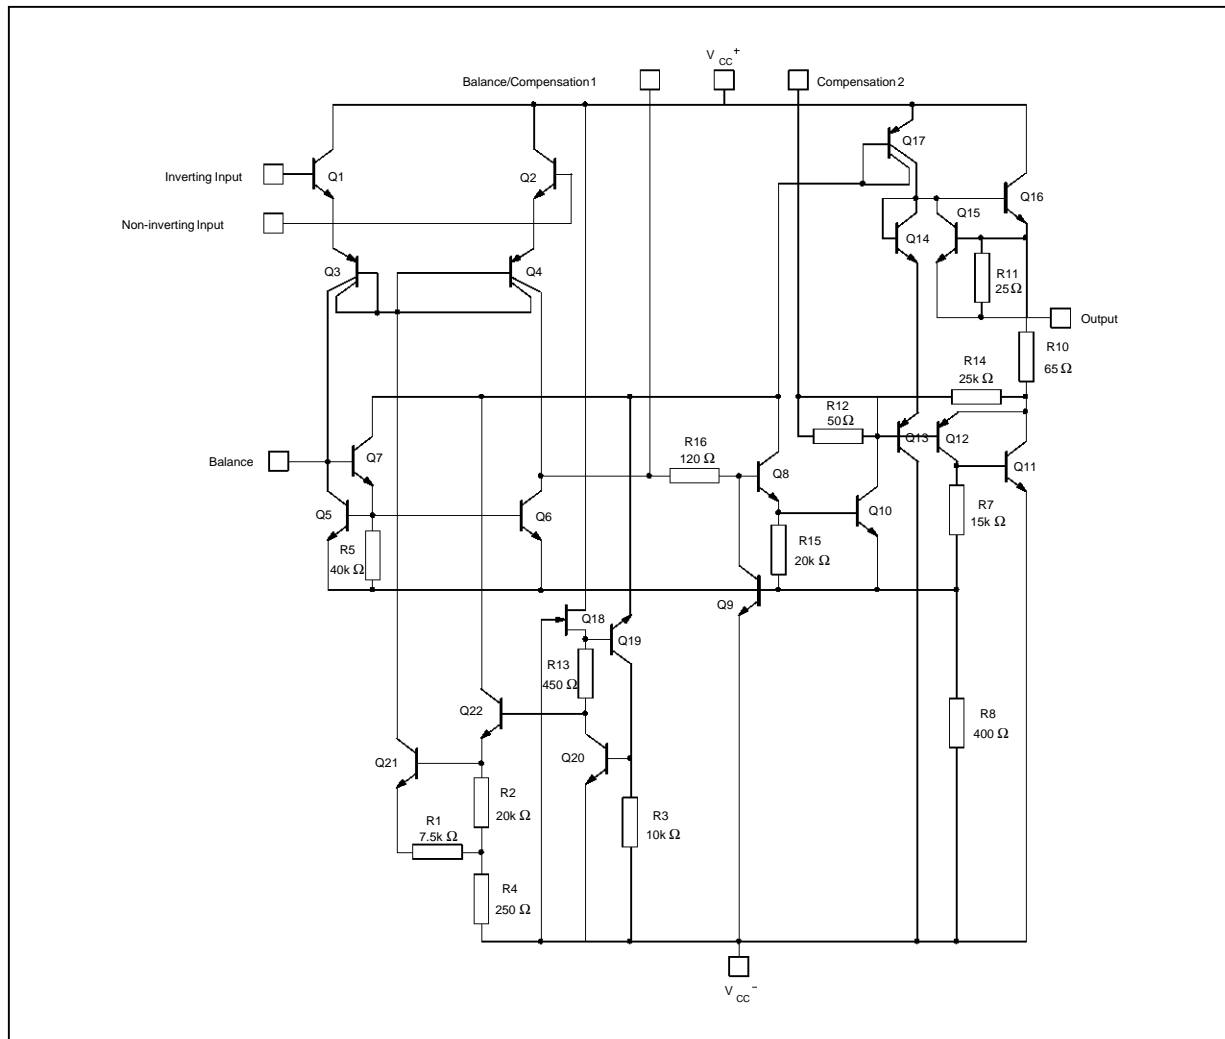 V CC +
Balance/Compensation 1
Compensation 2
Q17
Inverting Input
Q1
Q2
Q16
Non-inverting Input
Q15
Q14
Q3
Q4
R11
25 Ω
Output
R10
65 Ω
R14
25k Ω
R12
50 Ω
Q13
Q12
R16
120 Ω
Balance
Q7
Q8
Q11
Q5
Q6
Q10
R7
15k Ω
R5
40k Ω
R15
20k Ω
Q9
Q18
Q19
R13
450 Ω
Q22
R8
400 Ω
Q21
Q20
R2
20k Ω
R3
10k Ω
R1
7.5k Ω
R4
250 Ω
V CC −